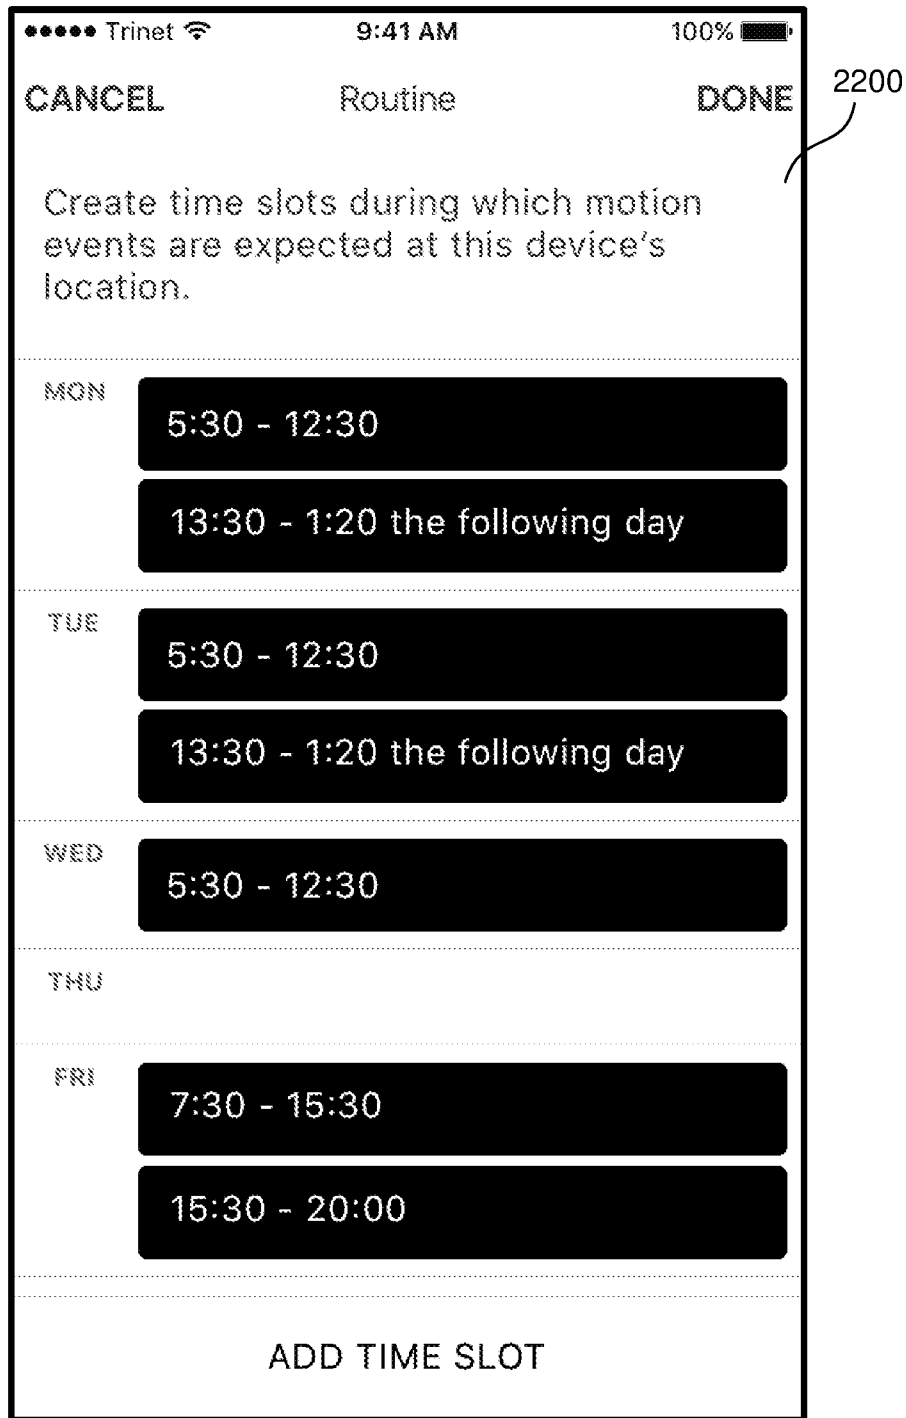 Trinet 9:41 AM 100%
CANCEL Routine DONE
2200
Create time slots during which motion
events are expected at this device's
location.
MON
5:30 - 12:30
13:30 - 1:20 the following day
TUE
5:30 - 12:30
13:30 - 1:20 the following day
WED
5:30 - 12:30
THU
FRI
7:30 - 15:30
15:30 - 20:00
ADD TIME SLOT